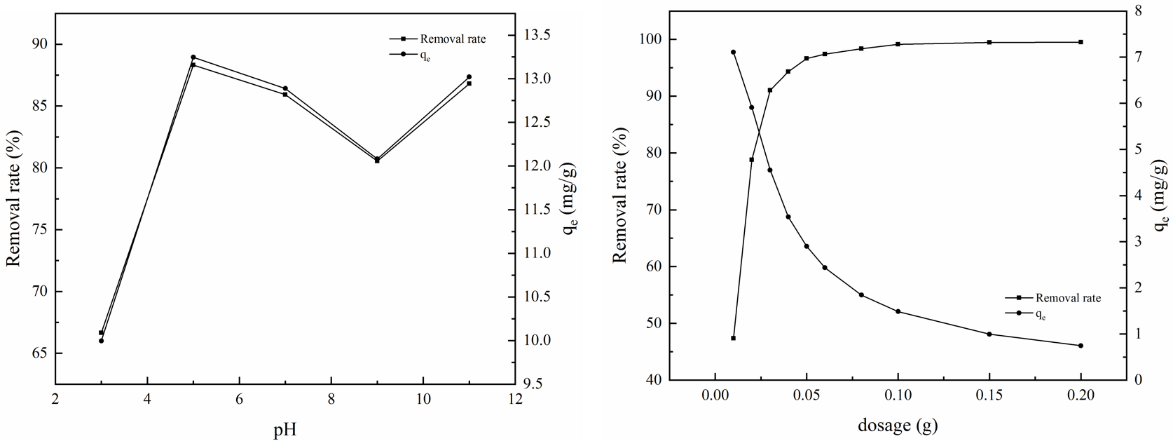 90
85
80
75
70
65
Removal rate (%)
13.5
13.0
12.5
12.0
11.5
11.0
10.5
10.0
9.5
qe (mg/g)
Removal rate
qe
2 4 6 8 10 12
pH
100
90
80
70
60
50
40
Removal rate (%)
8
7
6
5
4
3
2
1
0
qe (mg/g)
Removal rate
qe
0.00 0.05 0.10 0.15 0.20
dosage (g)